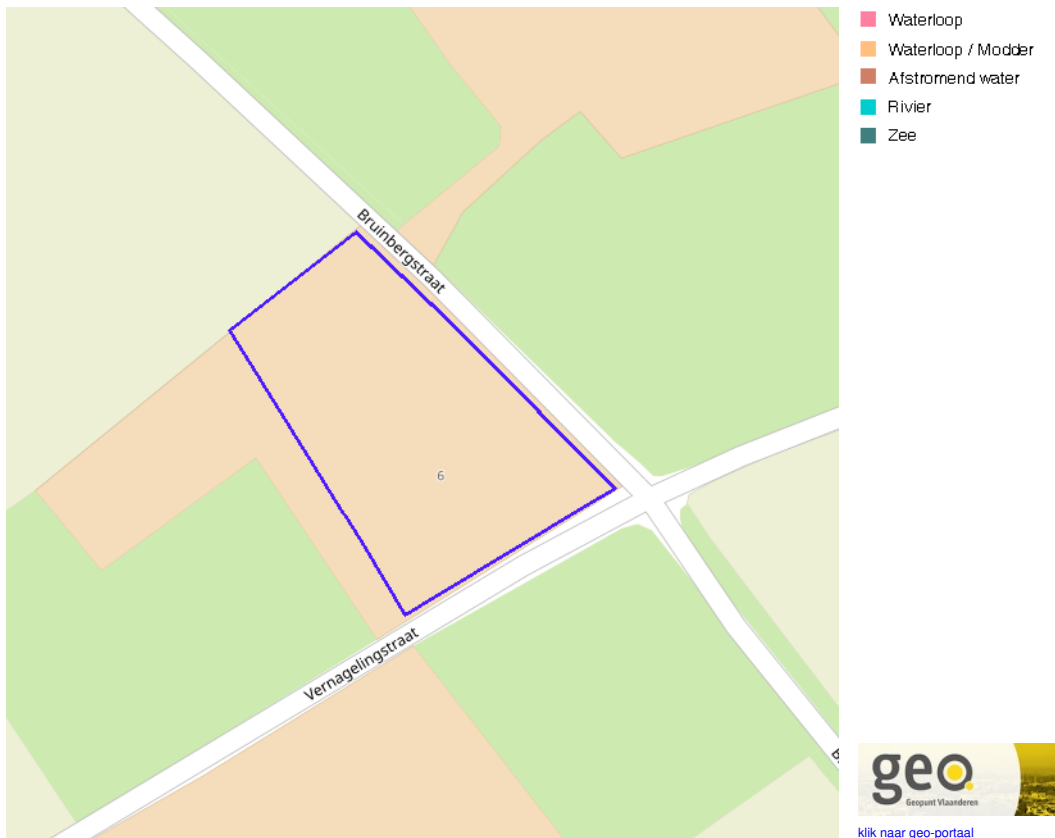 Waterloop
Waterloop / Modder
Afstromend water
Rivier
Zee
Bruinbergstraat
6
Vernagelingstraat
geo.
Geopunt Vlaanderen
klik naar geo-portaal